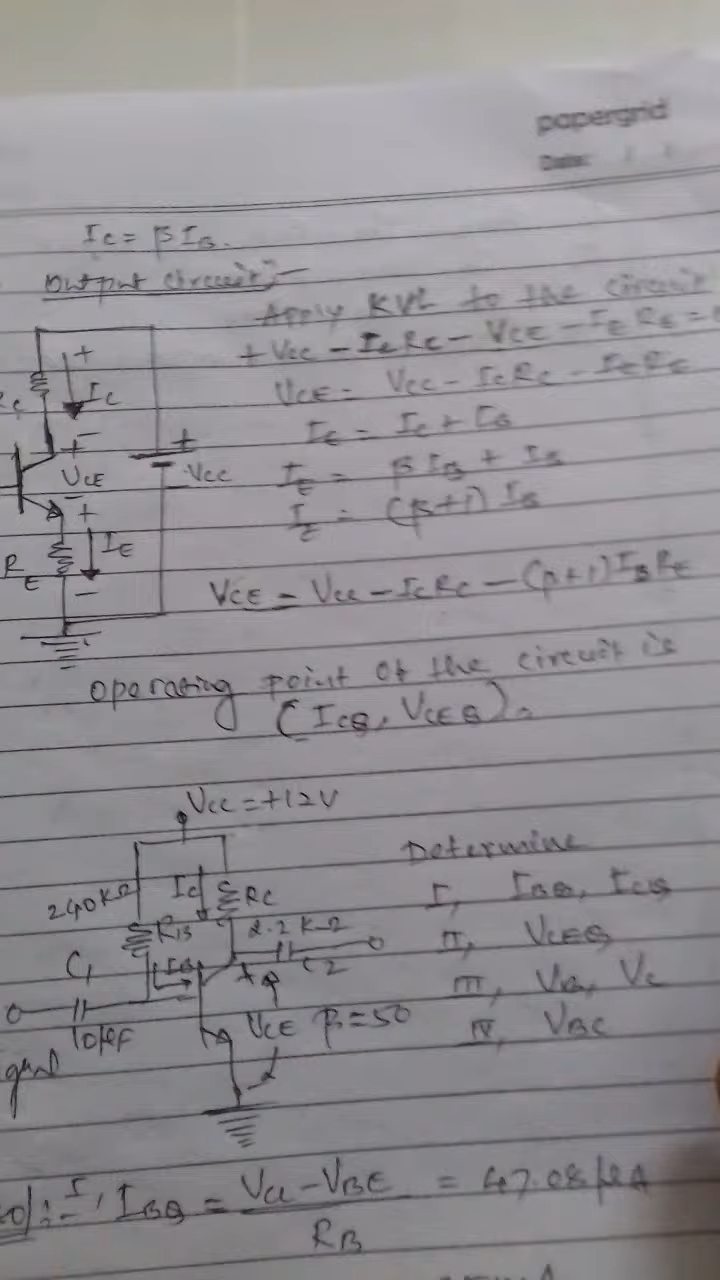 papergrid
Date: / /
Ic = βIB.
Output circuit:-
Apply KVL to the circuit
+Vcc - IcRc - VCE - IERE =
VCE = Vcc - IcRc - IERE
IE = Ic + IB
IE = βIB + IB
IE = (β+1) IB
VCE = Vcc - IcRc - (β+1) IBRE
Ic
VCE
Vcc
IE
RE
operating point of the circuit is
(ICQ, VCEQ).
Vcc = +12V
Determine
240KΩ
Ic
RC
I, IBQ, ICQ
RB
2.2 KΩ
II, VCEQ
C1
IB
C2
III, VB, VC
10μF
VCE β=50
IV, VBC
I, IBQ = Vcc - VBE / RB = 47.08 μA